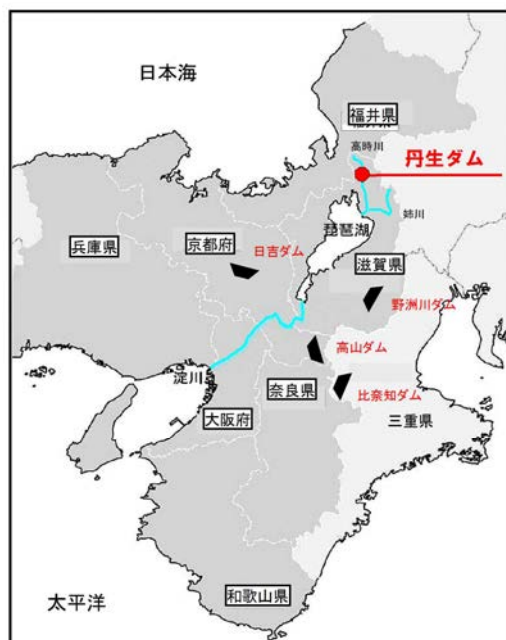 日本海
福井県
高時川
丹生ダム
姉川
琵琶湖
兵庫県
京都府
日吉ダム
滋賀県
野洲川ダム
高山ダム
淀川
奈良県
比奈知ダム
大阪府
三重県
和歌山県
太平洋